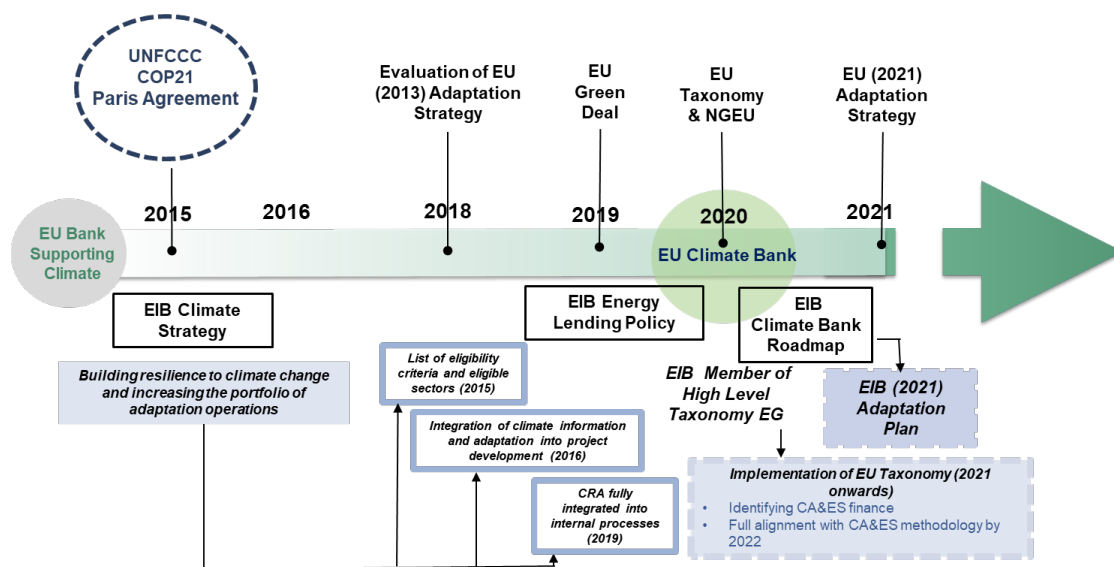 UNFCCC
COP21
Paris Agreement
Evaluation of EU
(2013) Adaptation
Strategy
EU
Green
Deal
EU
Taxonomy
& NGEU
EU (2021)
Adaptation
Strategy
2015
2016
2018
2019
2020
2021
EU Bank
Supporting
Climate
EU Climate Bank
EIB Climate
Strategy
EIB Energy
Lending Policy
EIB
Climate Bank
Roadmap
Building resilience to climate change
and increasing the portfolio of
adaptation operations
List of eligibility
criteria and eligible
sectors (2015)
EIB Member of
High Level
Taxonomy EG
EIB (2021)
Adaptation
Plan
Integration of climate information
and adaptation into project
development (2016)
CRA fully
integrated into
internal processes
(2019)
Implementation of EU Taxonomy (2021
onwards)
• Identifying CA&ES finance
• Full alignment with CA&ES methodology by
2022